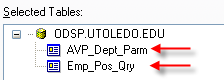 Selected Tables:
ODSP.UTOLEDO.EDU
AVP_Dept_Parm
Emp_Pos_Qry